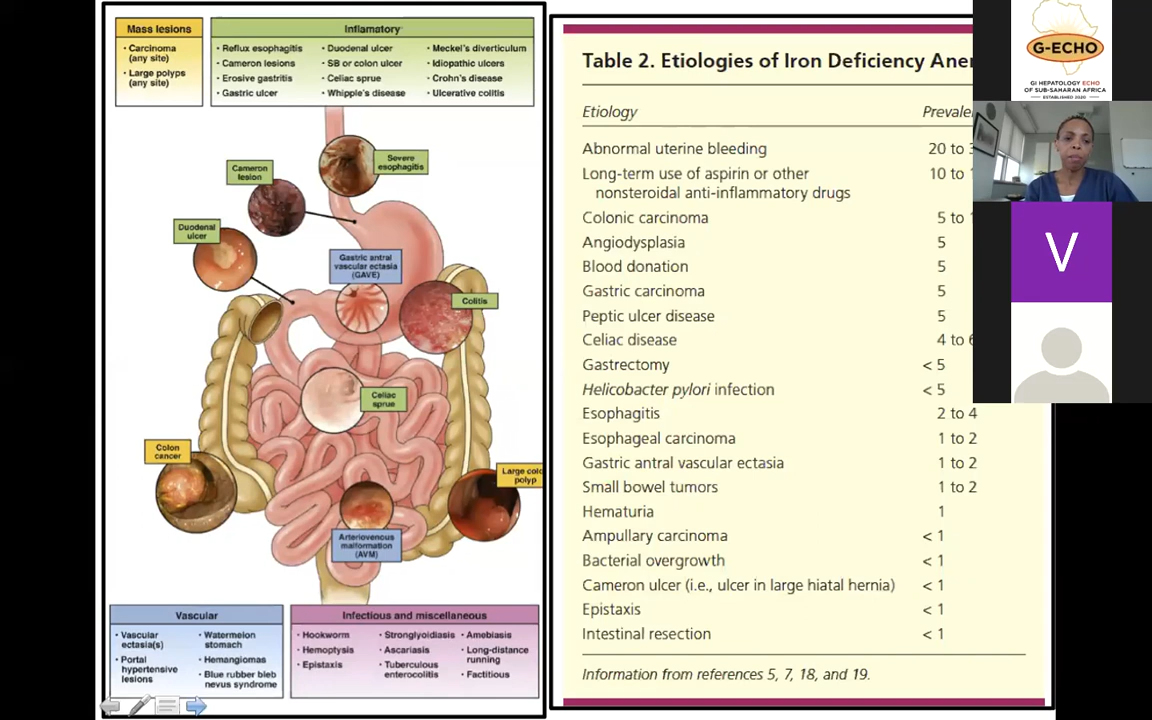 Mass lesions
• Carcinoma
(any site)
• Large polyps
(any site)
Inflamatory
• Reflux esophagitis
• Cameron lesions
• Erosive gastritis
• Gastric ulcer
• Duodenal ulcer
• SB or colon ulcer
• Celiac sprue
• Whipple's disease
• Meckel's diverticulum
• Idiopathic ulcers
• Crohn's disease
• Ulcerative colitis
Severe
esophagitis
Cameron
lesion
Duodenal
ulcer
Gastric antral
vascular ectasia
(GAVE)
Colitis
Celiac
sprue
Colon
cancer
Large
polyp
Arteriovenous
malformation
(AVM)
Vascular
• Vascular
ectasia(s)
• Portal
hypertensive
lesions
• Watermelon
stomach
• Hemangiomas
• Blue rubber bleb
nevus syndrome
Infectious and miscellaneous
• Hookworm
• Hemoptysis
• Epistaxis
• Strongyloidiasis
• Ascariasis
• Tuberculous
enterocolitis
• Amebiasis
• Long-distance
running
• Factitious
Table 2. Etiologies of Iron Deficiency
Etiology
Abnormal uterine bleeding 20 to
Long-term use of aspirin or other 10 to
nonsteroidal anti-inflammatory drugs
Colonic carcinoma 5 to
Angiodysplasia 5
Blood donation 5
Gastric carcinoma 5
Peptic ulcer disease 5
Celiac disease 4 to
Gastrectomy < 5
Helicobacter pylori infection < 5
Esophagitis 2 to 4
Esophageal carcinoma 1 to 2
Gastric antral vascular ectasia 1 to 2
Small bowel tumors 1 to 2
Hematuria 1
Ampullary carcinoma < 1
Bacterial overgrowth < 1
Cameron ulcer (i.e., ulcer in large hiatal hernia) < 1
Epistaxis < 1
Intestinal resection < 1
Information from references 5, 7, 18, and 19.
G-ECHO
GI HEPATOLOGY ECHO
OF SUB-SAHARAN AFRICA
ESTABLISHED 2020
V